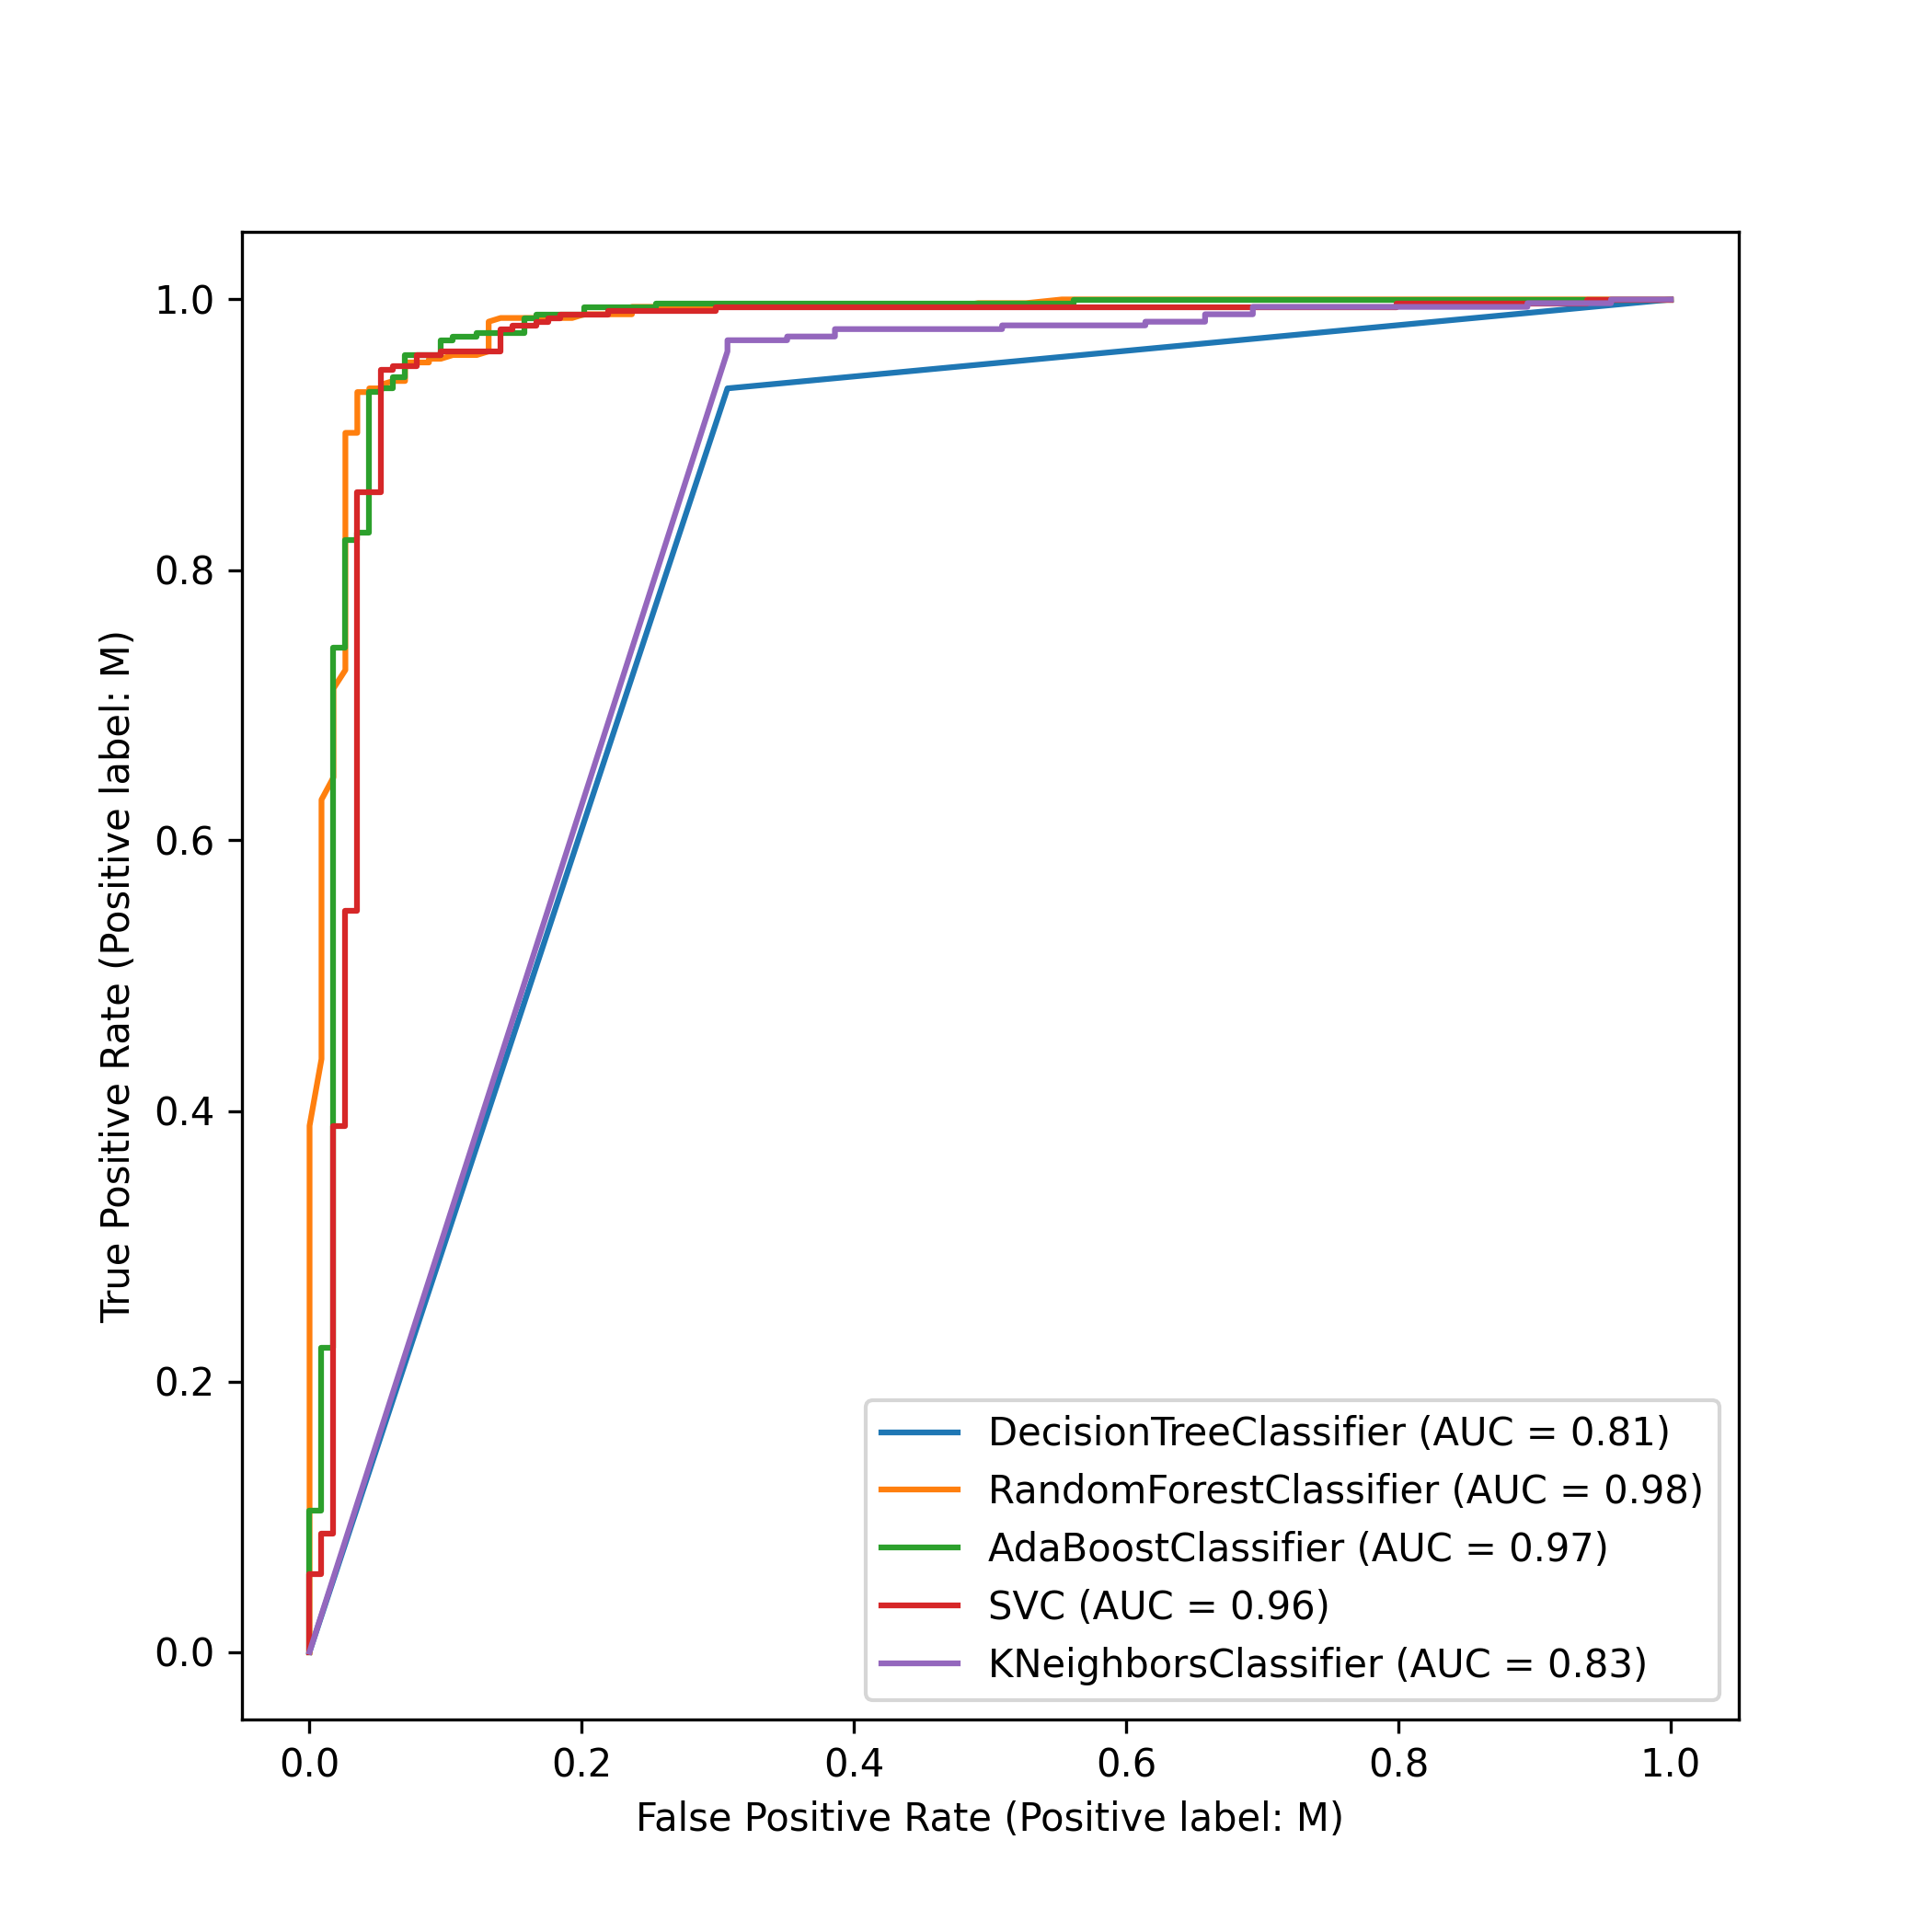 1.0
0.8
0.6
0.4
0.2
0.0
True Positive Rate (Positive label: M)
DecisionTreeClassifier (AUC = 0.81)
RandomForestClassifier (AUC = 0.98)
AdaBoostClassifier (AUC = 0.97)
SVC (AUC = 0.96)
KNeighborsClassifier (AUC = 0.83)
0.0 0.2 0.4 0.6 0.8 1.0
False Positive Rate (Positive label: M)